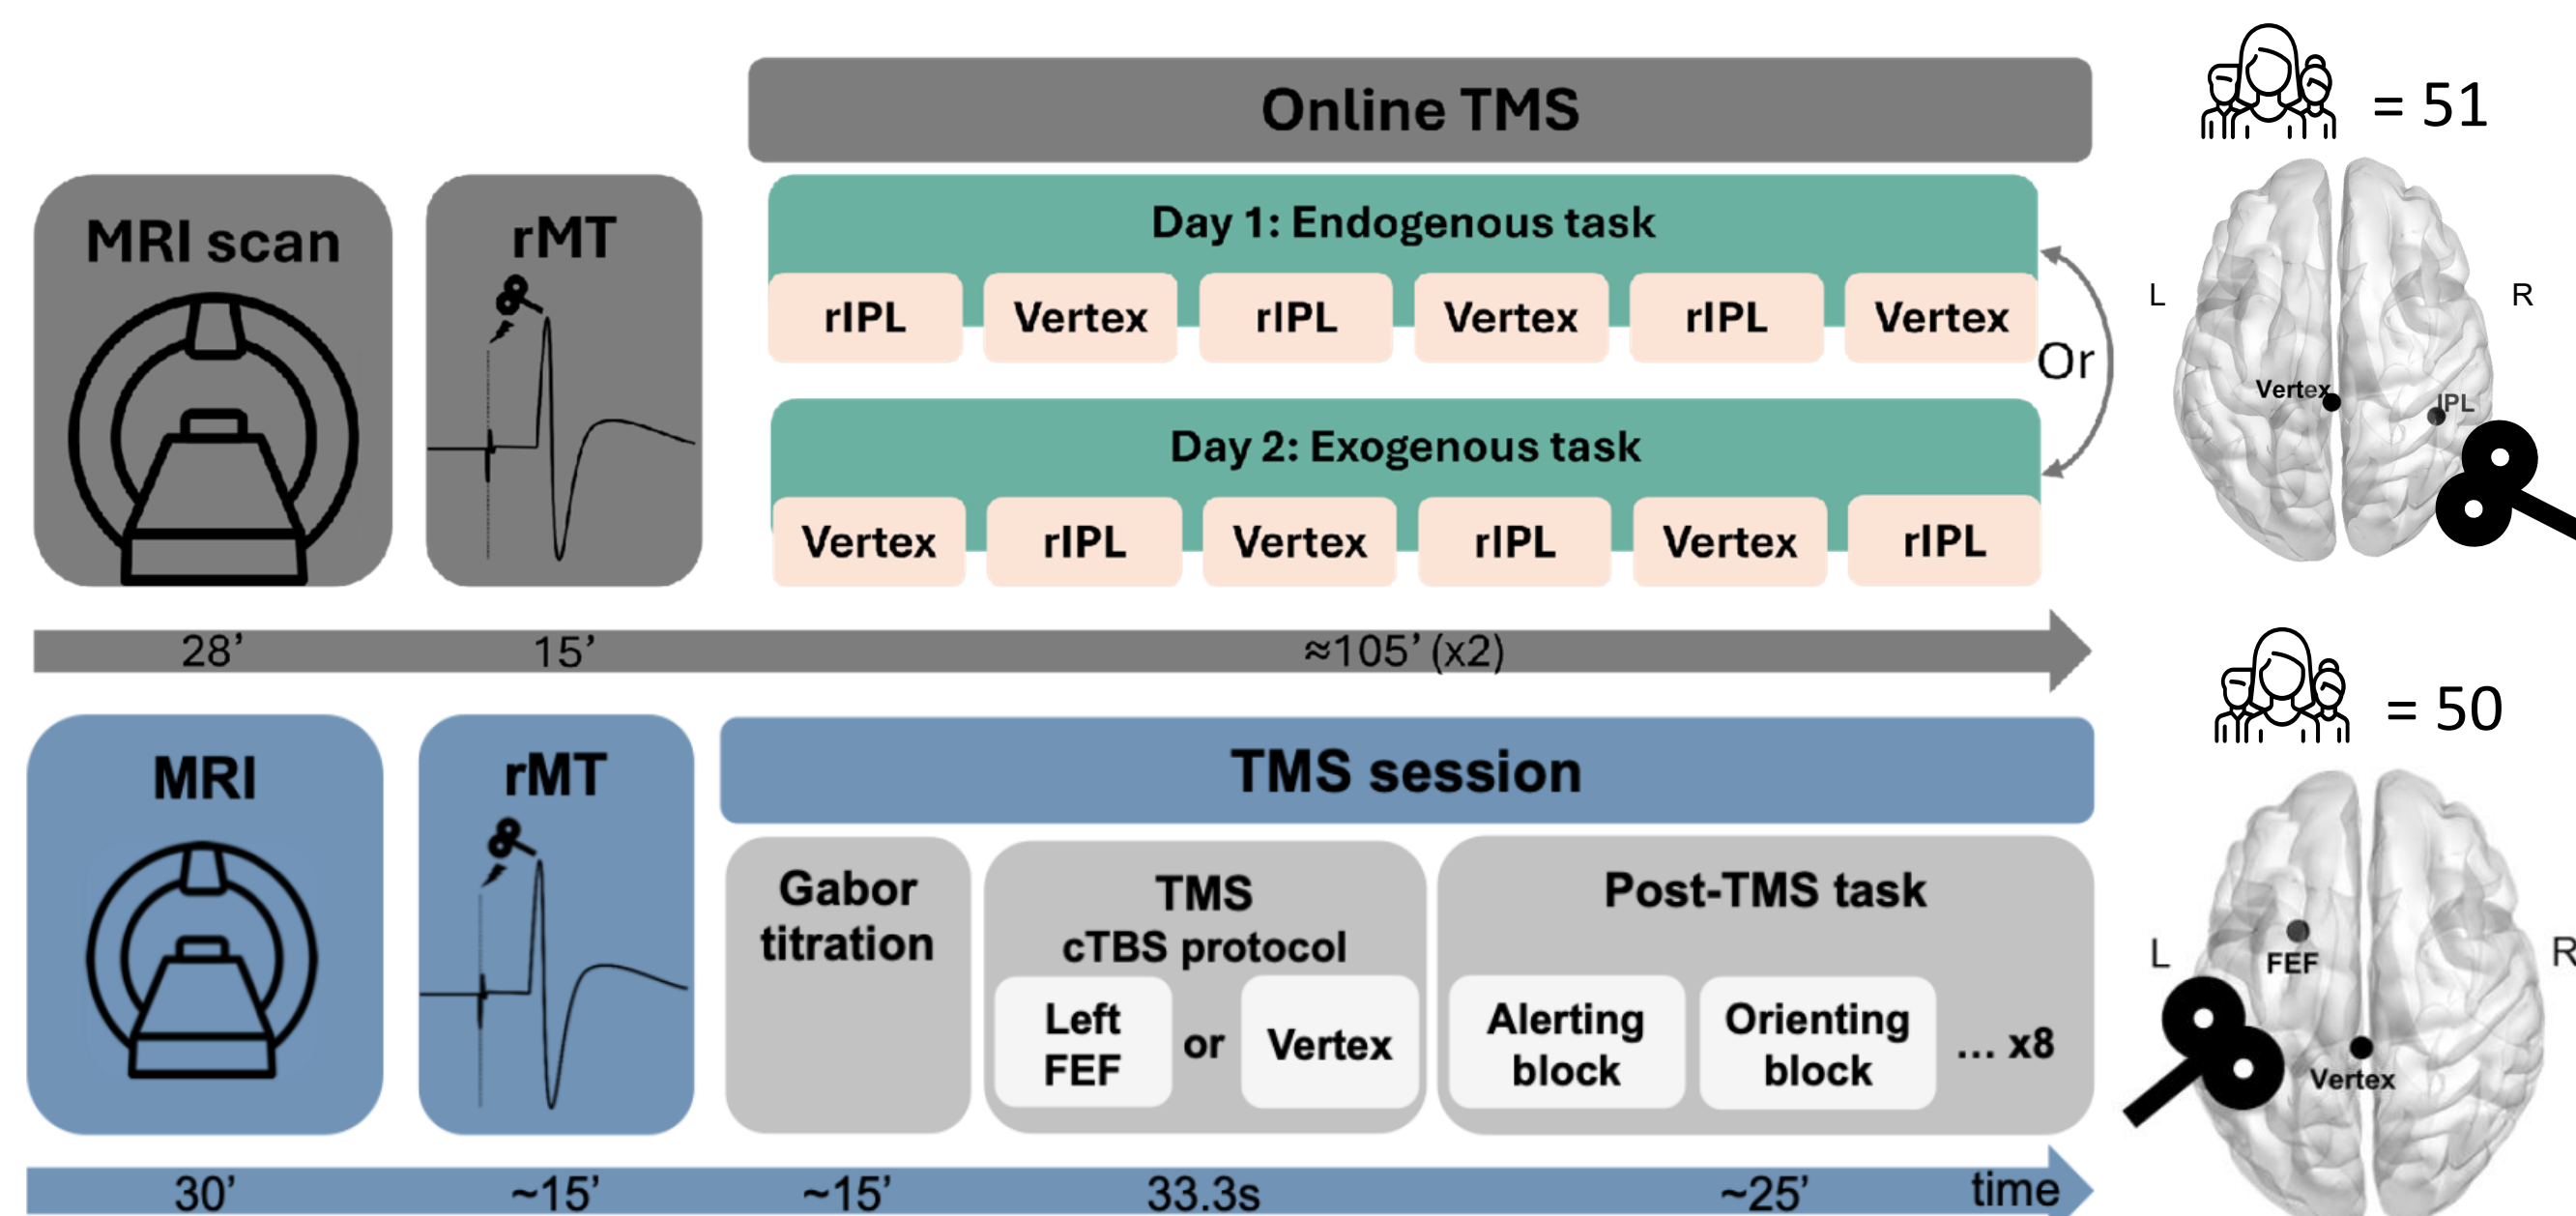 Online TMS
= 51
MRI scan
rMT
Day 1: Endogenous task
rIPL Vertex rIPL Vertex rIPL Vertex
Or
Day 2: Exogenous task
Vertex rIPL Vertex rIPL Vertex rIPL
L
R
Vertex
IPL
28’ 15’ ≈105’ (x2)
= 50
MRI
rMT
TMS session
Gabor
titration
TMS
cTBS protocol
Left
FEF
or
Vertex
Post-TMS task
Alerting
block
Orienting
block
... x8
L
R
FEF
Vertex
30’ ~15’ ~15’ 33.3s ~25’ time